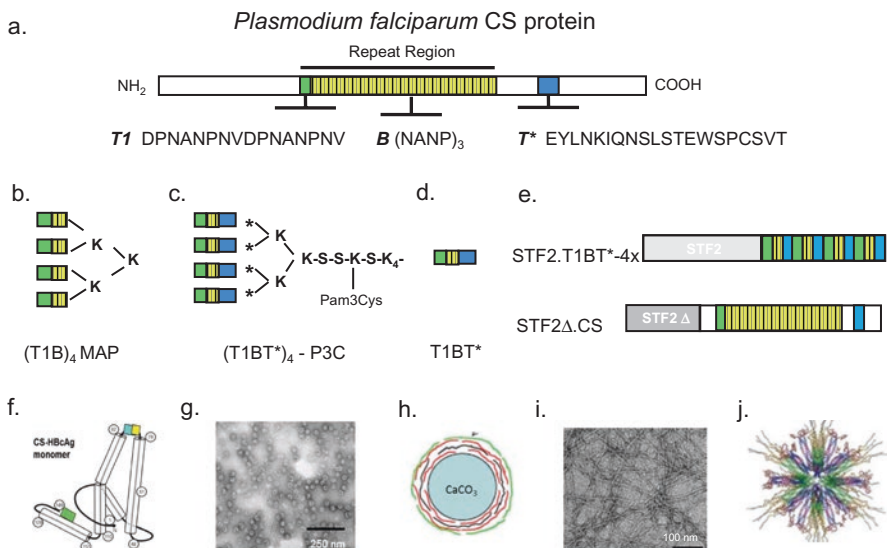 a.
Plasmodium falciparum CS protein
Repeat Region
NH2
COOH
T1 DPNANPNVDPNANPNV
B (NANP)3
T* EYLNKIQNSLSTEWSPCSVT
b.
K
K
K
(T1B)4 MAP
c.
*
*
*
*
K
K
K-S-S-K-S-K4-
Pam3Cys
(T1BT*)4 - P3C
d.
T1BT*
e.
STF2.T1BT*-4x
STF2
STF2Δ.CS
STF2 Δ
f.
CS-HBcAg
monomer
g.
250 nm
h.
CaCO3
i.
100 nm
j.